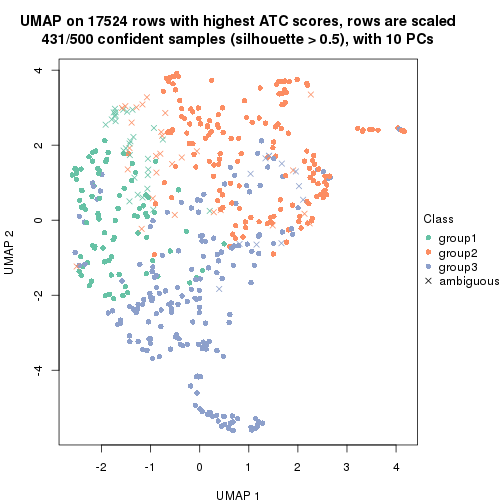 UMAP on 17524 rows with highest ATC scores, rows are scaled
431/500 confident samples (silhouette > 0.5), with 10 PCs
4
2
0
-2
-4
UMAP 2
-2
-1
0
1
2
3
4
UMAP 1
Class
group1
group2
group3
ambiguous